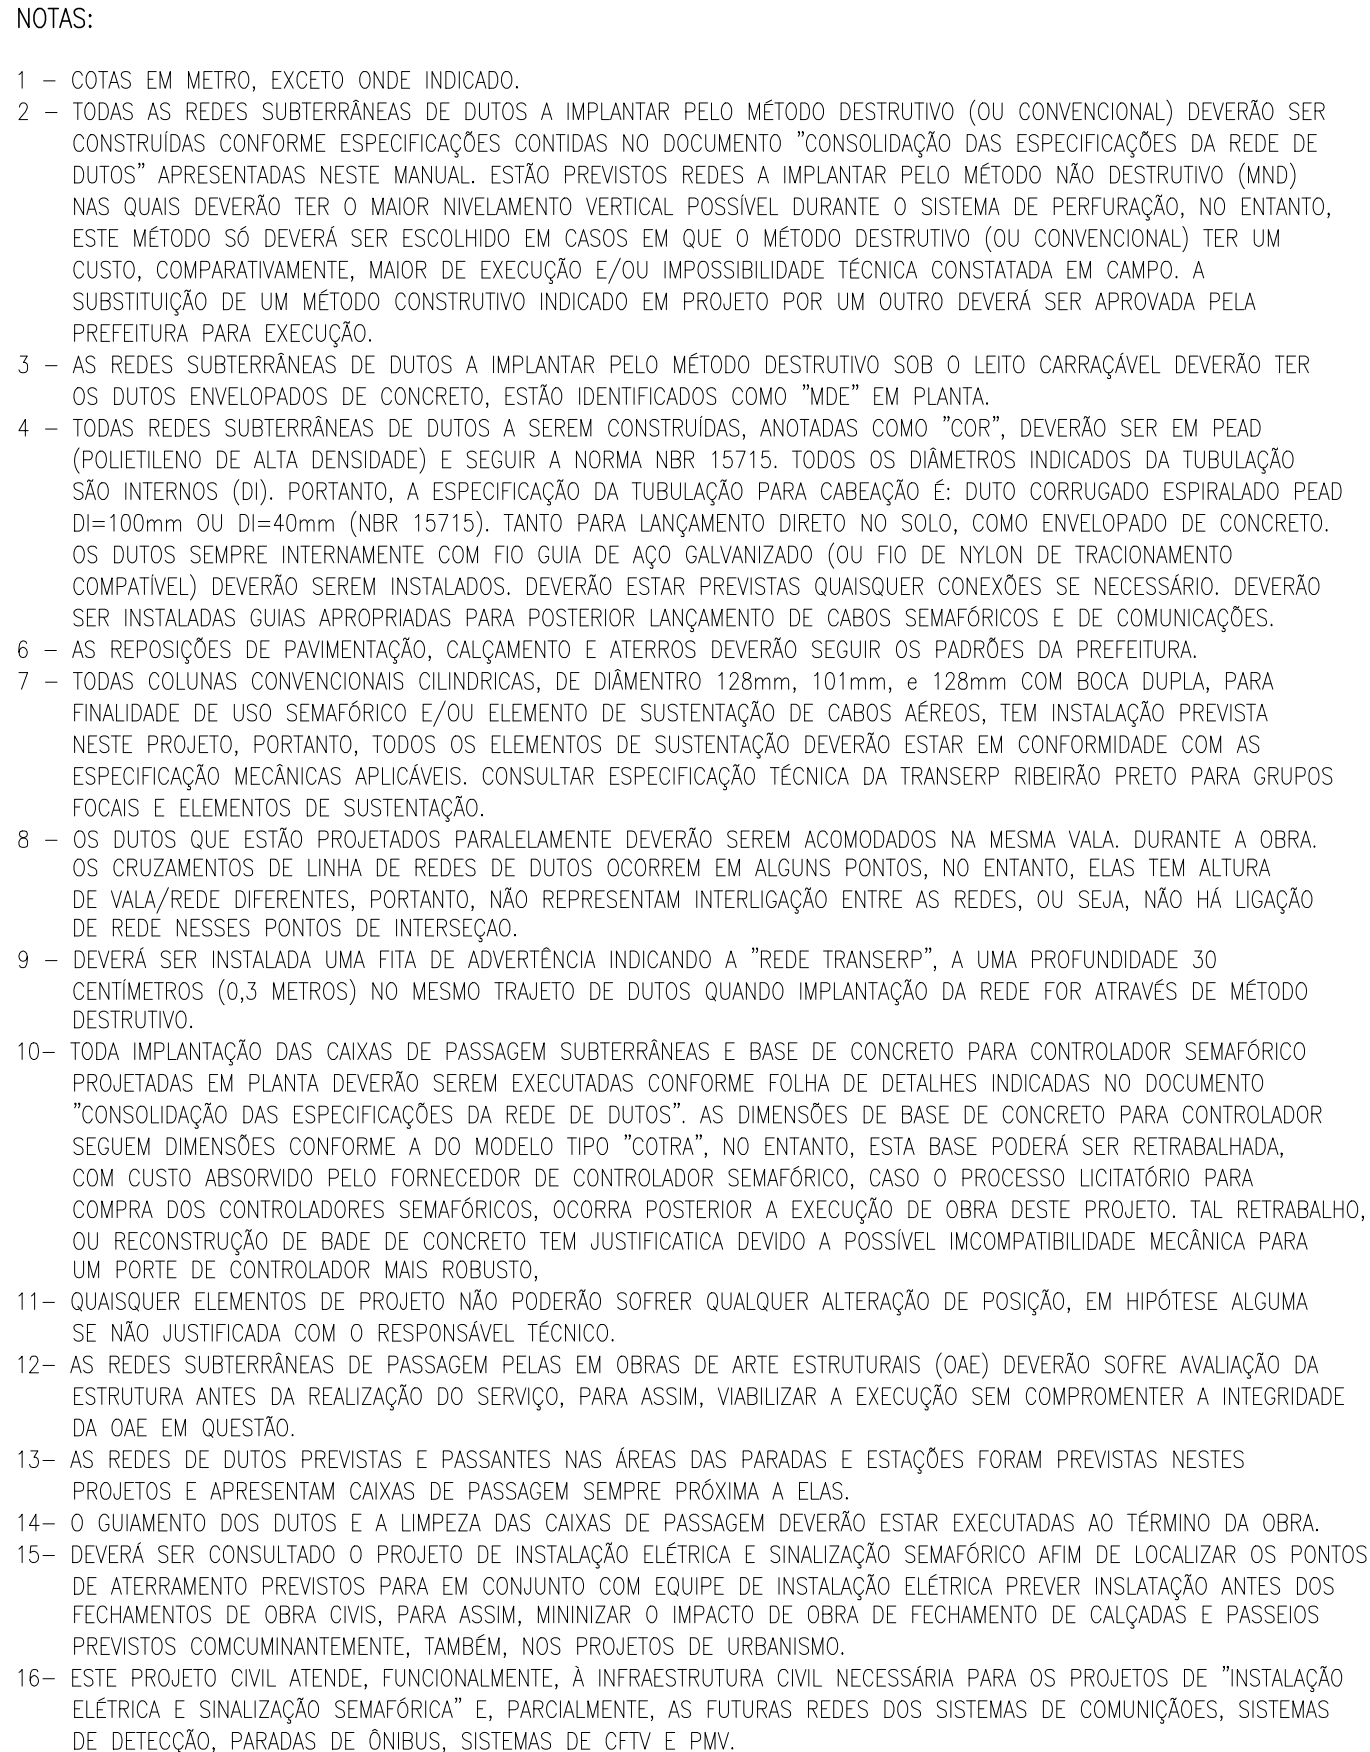 NOTAS:
1 - COTAS EM METRO, EXCETO ONDE INDICADO.
2 - TODAS AS REDES SUBTERRÂNEAS DE DUTOS A IMPLANTAR PELO MÉTODO DESTRUTIVO (OU CONVENCIONAL) DEVERÃO SER
CONSTRUÍDAS CONFORME ESPECIFICAÇÕES CONTIDAS NO DOCUMENTO "CONSOLIDAÇÃO DAS ESPECIFICAÇÕES DA REDE DE
DUTOS" APRESENTADAS NESTE MANUAL. ESTÃO PREVISTOS REDES A IMPLANTAR PELO MÉTODO NÃO DESTRUTIVO (MND)
NAS QUAIS DEVERÃO TER O MAIOR NIVELAMENTO VERTICAL POSSÍVEL DURANTE O SISTEMA DE PERFURAÇÃO, NO ENTANTO,
ESTE MÉTODO SÓ DEVERÁ SER ESCOLHIDO EM CASOS EM QUE O MÉTODO DESTRUTIVO (OU CONVENCIONAL) TER UM
CUSTO, COMPARATIVAMENTE, MAIOR DE EXECUÇÃO E/OU IMPOSSIBILIDADE TÉCNICA CONSTATADA EM CAMPO. A
SUBSTITUIÇÃO DE UM MÉTODO CONSTRUTIVO INDICADO EM PROJETO POR UM OUTRO DEVERÁ SER APROVADA PELA
PREFEITURA PARA EXECUÇÃO.
3 - AS REDES SUBTERRÂNEAS DE DUTOS A IMPLANTAR PELO MÉTODO DESTRUTIVO SOB O LEITO CARRAÇÁVEL DEVERÃO TER
OS DUTOS ENVELOPADOS DE CONCRETO, ESTÃO IDENTIFICADOS COMO "MDE" EM PLANTA.
4 - TODAS REDES SUBTERRÂNEAS DE DUTOS A SEREM CONSTRUÍDAS, ANOTADAS COMO "COR", DEVERÃO SER EM PEAD
(POLIETILENO DE ALTA DENSIDADE) E SEGUIR A NORMA NBR 15715. TODOS OS DIÂMETROS INDICADOS DA TUBULAÇÃO
SÃO INTERNOS (DI). PORTANTO, A ESPECIFICAÇÃO DA TUBULAÇÃO PARA CABEAÇÃO É: DUTO CORRUGADO ESPIRALADO PEAD
DI=100mm OU DI=40mm (NBR 15715). TANTO PARA LANÇAMENTO DIRETO NO SOLO, COMO ENVELOPADO DE CONCRETO.
OS DUTOS SEMPRE INTERNAMENTE COM FIO GUIA DE AÇO GALVANIZADO (OU FIO DE NYLON DE TRACIONAMENTO
COMPATÍVEL) DEVERÃO SEREM INSTALADOS. DEVERÃO ESTAR PREVISTAS QUAISQUER CONEXÕES SE NECESSÁRIO. DEVERÃO
SER INSTALADAS GUIAS APROPRIADAS PARA POSTERIOR LANÇAMENTO DE CABOS SEMAFÓRICOS E DE COMUNICAÇÕES.
6 - AS REPOSIÇÕES DE PAVIMENTAÇÃO, CALÇAMENTO E ATERROS DEVERÃO SEGUIR OS PADRÕES DA PREFEITURA.
7 - TODAS COLUNAS CONVENCIONAIS CILINDRICAS, DE DIÂMENTRO 128mm, 101mm, e 128mm COM BOCA DUPLA, PARA
FINALIDADE DE USO SEMAFÓRICO E/OU ELEMENTO DE SUSTENTAÇÃO DE CABOS AÉREOS, TEM INSTALAÇÃO PREVISTA
NESTE PROJETO, PORTANTO, TODOS OS ELEMENTOS DE SUSTENTAÇÃO DEVERÃO ESTAR EM CONFORMIDADE COM AS
ESPECIFICAÇÃO MECÂNICAS APLICÁVEIS. CONSULTAR ESPECIFICAÇÃO TÉCNICA DA TRANSERP RIBEIRÃO PRETO PARA GRUPOS
FOCAIS E ELEMENTOS DE SUSTENTAÇÃO.
8 - OS DUTOS QUE ESTÃO PROJETADOS PARALELAMENTE DEVERÃO SEREM ACOMODADOS NA MESMA VALA. DURANTE A OBRA.
OS CRUZAMENTOS DE LINHA DE REDES DE DUTOS OCORREM EM ALGUNS PONTOS, NO ENTANTO, ELAS TEM ALTURA
DE VALA/REDE DIFERENTES, PORTANTO, NÃO REPRESENTAM INTERLIGAÇÃO ENTRE AS REDES, OU SEJA, NÃO HÁ LIGAÇÃO
DE REDE NESSES PONTOS DE INTERSEÇAO.
9 - DEVERÁ SER INSTALADA UMA FITA DE ADVERTÊNCIA INDICANDO A "REDE TRANSERP", A UMA PROFUNDIDADE 30
CENTÍMETROS (0,3 METROS) NO MESMO TRAJETO DE DUTOS QUANDO IMPLANTAÇÃO DA REDE FOR ATRAVÉS DE MÉTODO
DESTRUTIVO.
10- TODA IMPLANTAÇÃO DAS CAIXAS DE PASSAGEM SUBTERRÂNEAS E BASE DE CONCRETO PARA CONTROLADOR SEMAFÓRICO
PROJETADAS EM PLANTA DEVERÃO SEREM EXECUTADAS CONFORME FOLHA DE DETALHES INDICADAS NO DOCUMENTO
"CONSOLIDAÇÃO DAS ESPECIFICAÇÕES DA REDE DE DUTOS". AS DIMENSÕES DE BASE DE CONCRETO PARA CONTROLADOR
SEGUEM DIMENSÕES CONFORME A DO MODELO TIPO "COTRA", NO ENTANTO, ESTA BASE PODERÁ SER RETRABALHADA,
COM CUSTO ABSORVIDO PELO FORNECEDOR DE CONTROLADOR SEMAFÓRICO, CASO O PROCESSO LICITATÓRIO PARA
COMPRA DOS CONTROLADORES SEMAFÓRICOS, OCORRA POSTERIOR A EXECUÇÃO DE OBRA DESTE PROJETO. TAL RETRABALHO,
OU RECONSTRUÇÃO DE BADE DE CONCRETO TEM JUSTIFICATICA DEVIDO A POSSÍVEL IMCOMPATIBILIDADE MECÂNICA PARA
UM PORTE DE CONTROLADOR MAIS ROBUSTO,
11- QUAISQUER ELEMENTOS DE PROJETO NÃO PODERÃO SOFRER QUALQUER ALTERAÇÃO DE POSIÇÃO, EM HIPÓTESE ALGUMA
SE NÃO JUSTIFICADA COM O RESPONSÁVEL TÉCNICO.
12- AS REDES SUBTERRÂNEAS DE PASSAGEM PELAS EM OBRAS DE ARTE ESTRUTURAIS (OAE) DEVERÃO SOFRE AVALIAÇÃO DA
ESTRUTURA ANTES DA REALIZAÇÃO DO SERVIÇO, PARA ASSIM, VIABILIZAR A EXECUÇÃO SEM COMPROMENTER A INTEGRIDADE
DA OAE EM QUESTÃO.
13- AS REDES DE DUTOS PREVISTAS E PASSANTES NAS ÁREAS DAS PARADAS E ESTAÇÕES FORAM PREVISTAS NESTES
PROJETOS E APRESENTAM CAIXAS DE PASSAGEM SEMPRE PRÓXIMA A ELAS.
14- O GUIAMENTO DOS DUTOS E A LIMPEZA DAS CAIXAS DE PASSAGEM DEVERÃO ESTAR EXECUTADAS AO TÉRMINO DA OBRA.
15- DEVERÁ SER CONSULTADO O PROJETO DE INSTALAÇÃO ELÉTRICA E SINALIZAÇÃO SEMAFÓRICO AFIM DE LOCALIZAR OS PONTOS
DE ATERRAMENTO PREVISTOS PARA EM CONJUNTO COM EQUIPE DE INSTALAÇÃO ELÉTRICA PREVER INSLATAÇÃO ANTES DOS
FECHAMENTOS DE OBRA CIVIS, PARA ASSIM, MININIZAR O IMPACTO DE OBRA DE FECHAMENTO DE CALÇADAS E PASSEIOS
PREVISTOS COMCUMINANTEMENTE, TAMBÉM, NOS PROJETOS DE URBANISMO.
16- ESTE PROJETO CIVIL ATENDE, FUNCIONALMENTE, À INFRAESTRUTURA CIVIL NECESSÁRIA PARA OS PROJETOS DE "INSTALAÇÃO
ELÉTRICA E SINALIZAÇÃO SEMAFÓRICA" E, PARCIALMENTE, AS FUTURAS REDES DOS SISTEMAS DE COMUNIÇÃOES, SISTEMAS
DE DETECÇÃO, PARADAS DE ÔNIBUS, SISTEMAS DE CFTV E PMV.